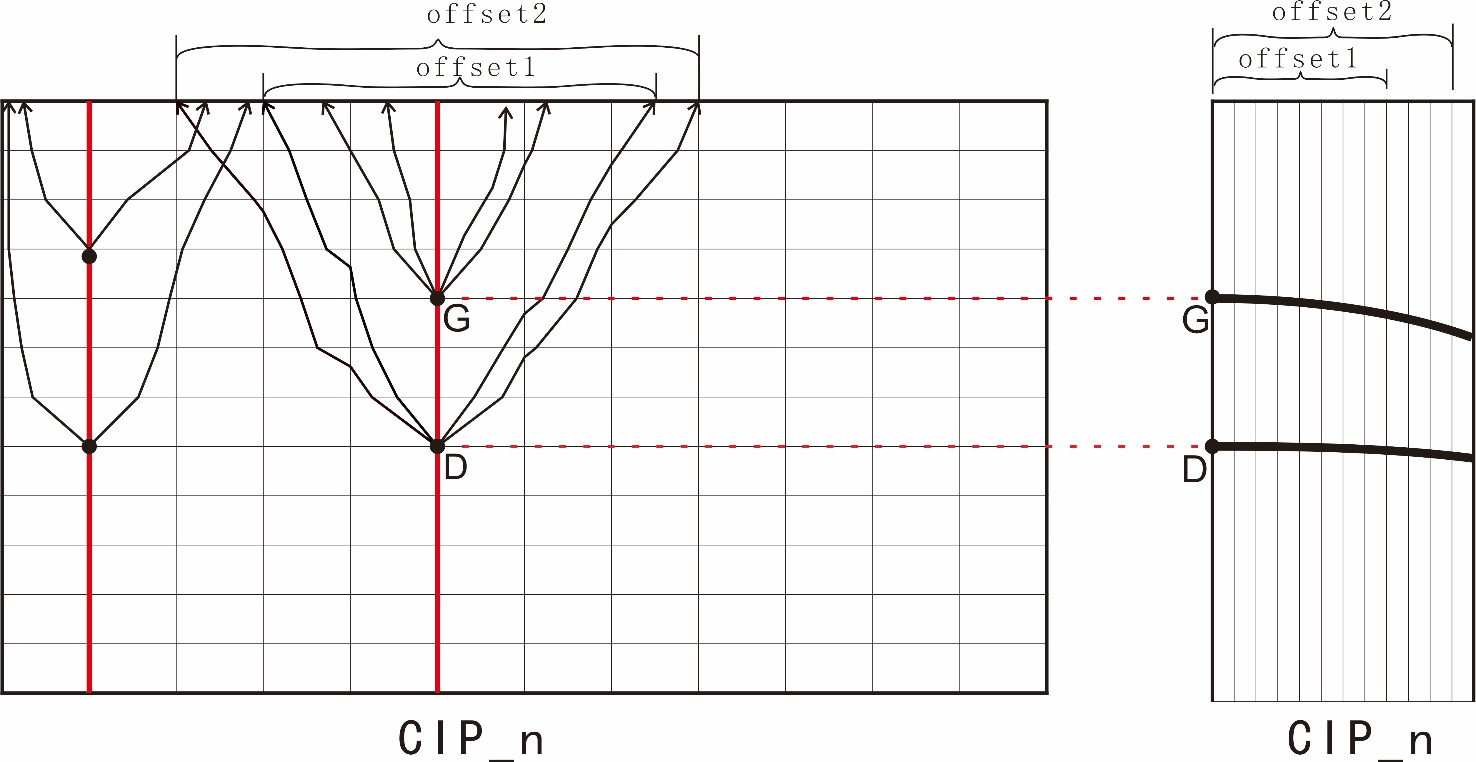 offset2
offset1
G
D
CIP_n
offset2
offset1
G
D
CIP_n